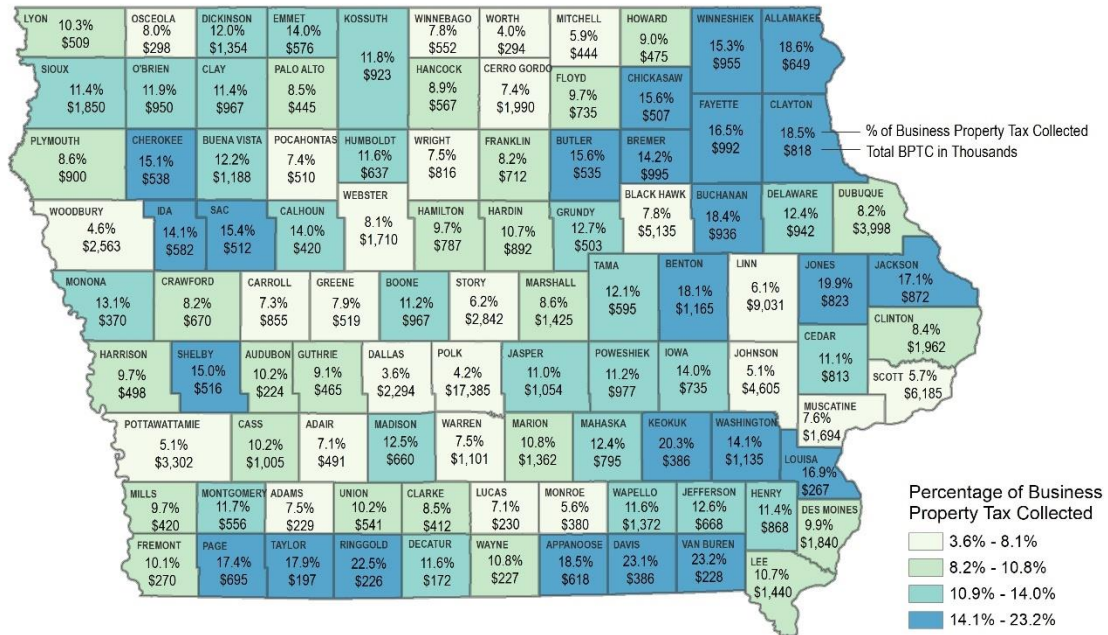 LYON
10.3%
$509
OSCEOLA
8.0%
$298
DICKINSON
12.0%
$1,354
EMMET
14.0%
$576
KOSSUTH
11.8%
$923
WINNEBAGO
7.8%
$552
WORTH
4.0%
$294
MITCHELL
5.9%
$444
HOWARD
9.0%
$475
WINNESHIEK
15.3%
$955
ALLAMAKEE
18.6%
$649
SIOUX
11.4%
$1,850
O'BRIEN
11.9%
$950
CLAY
11.4%
$967
PALO ALTO
8.5%
$445
HANCOCK
8.9%
$567
CERRO GORDO
7.4%
$1,990
FLOYD
9.7%
$735
CHICKASAW
15.6%
$507
FAYETTE
16.5%
$992
CLAYTON
18.5%
$818
% of Business Property Tax Collected
Total BPTC in Thousands
PLYMOUTH
8.6%
$900
CHEROKEE
15.1%
$538
BUENA VISTA
12.2%
$1,188
POCAHONTAS
7.4%
$510
HUMBOLDT
11.6%
$637
WRIGHT
7.5%
$816
FRANKLIN
8.2%
$712
BUTLER
15.6%
$535
BREMER
14.2%
$995
WOODBURY
4.6%
$2,563
IDA
14.1%
$582
SAC
15.4%
$512
CALHOUN
14.0%
$420
WEBSTER
8.1%
$1,710
HAMILTON
9.7%
$787
HARDIN
10.7%
$892
GRUNDY
12.7%
$503
BLACK HAWK
7.8%
$5,135
BUCHANAN
18.4%
$936
DELAWARE
12.4%
$942
DUBUQUE
8.2%
$3,998
MONONA
13.1%
$370
CRAWFORD
8.2%
$670
CARROLL
7.3%
$855
GREENE
7.9%
$519
BOONE
11.2%
$967
STORY
6.2%
$2,842
MARSHALL
8.6%
$1,425
TAMA
12.1%
$595
BENTON
18.1%
$1,165
LINN
6.1%
$9,031
JONES
19.9%
$823
JACKSON
17.1%
$872
CLINTON
8.4%
$1,962
CEDAR
11.1%
$813
HARRISON
9.7%
$498
SHELBY
15.0%
$516
AUDUBON
10.2%
$224
GUTHRIE
9.1%
$465
DALLAS
3.6%
$2,294
POLK
4.2%
$17,385
JASPER
11.0%
$1,054
POWESHIEK
11.2%
$977
IOWA
14.0%
$735
JOHNSON
5.1%
$4,605
SCOTT 5.7%
$6,185
MUSCATINE
7.6%
$1,694
POTTAWATTAMIE
5.1%
$3,302
CASS
10.2%
$1,005
ADAIR
7.1%
$491
MADISON
12.5%
$660
WARREN
7.5%
$1,101
MARION
10.8%
$1,362
MAHASKA
12.4%
$795
KEOKUK
20.3%
$386
WASHINGTON
14.1%
$1,135
LOUISA
16.9%
$267
MILLS
9.7%
$420
MONTGOMERY
11.7%
$556
ADAMS
7.5%
$229
UNION
10.2%
$541
CLARKE
8.5%
$412
LUCAS
7.1%
$230
MONROE
5.6%
$380
WAPELLO
11.6%
$1,372
JEFFERSON
12.6%
$668
HENRY
11.4%
$868
DES MOINES
9.9%
$1,840
FREMONT
10.1%
$270
PAGE
17.4%
$695
TAYLOR
17.9%
$197
RINGGOLD
22.5%
$226
DECATUR
11.6%
$172
WAYNE
10.8%
$227
APPANOOSE
18.5%
$618
DAVIS
23.1%
$386
VAN BUREN
23.2%
$228
LEE
10.7%
$1,440
Percentage of Business
Property Tax Collected
3.6% - 8.1%
8.2% - 10.8%
10.9% - 14.0%
14.1% - 23.2%